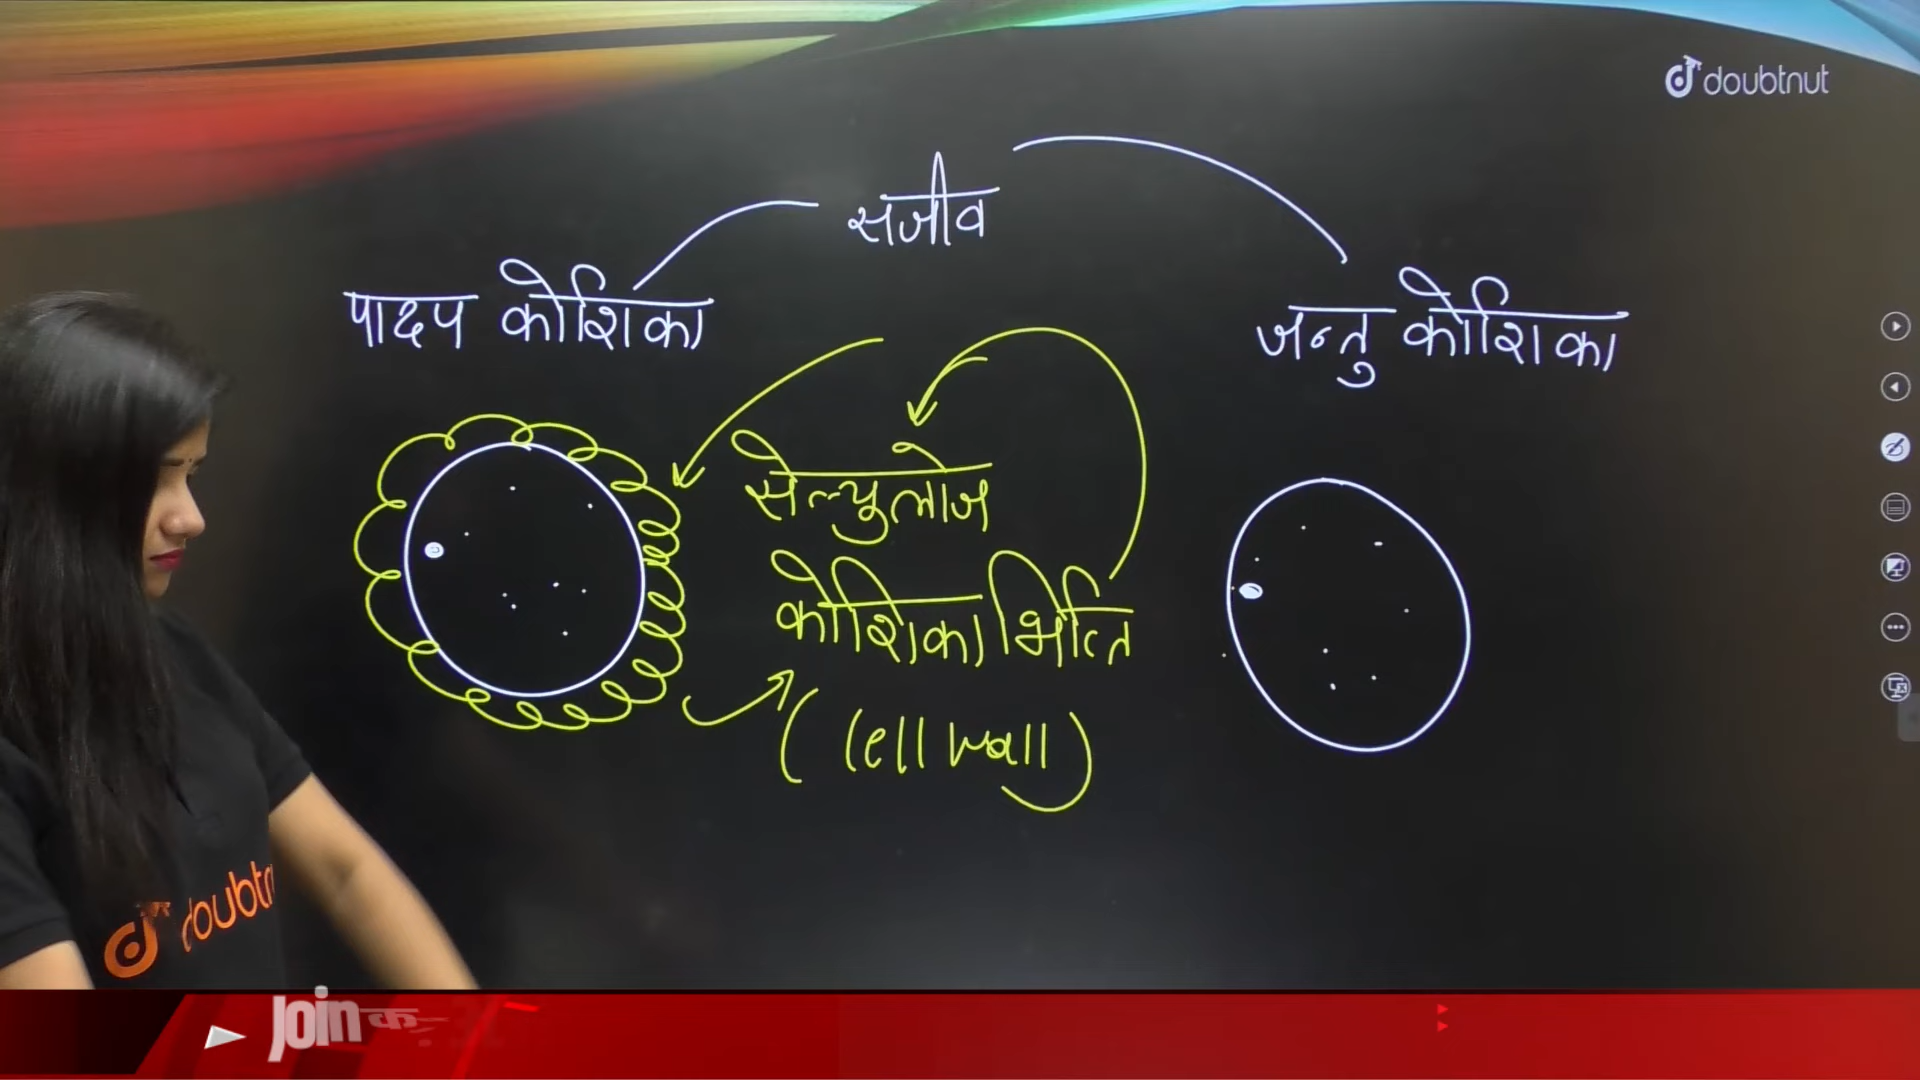 doubtnut
सजीव
पादप कोशिका
जन्तु कोशिका
सेल्युलोज
कोशिका भित्ति
(Cell wall)
doubtn
Join क